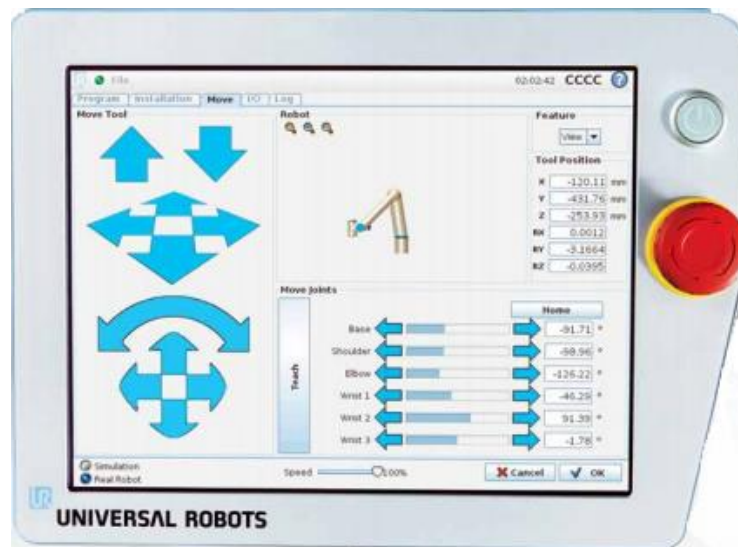 File
02:02:42 CCCC ?
Program Installation Move I/O Log
Move Tool
Robot
Feature
View
Tool Position
X -120.11 mm
Y -431.76 mm
Z -253.93 mm
RX 0.0012
RY -3.1664
RZ -0.0395
Move Joints
Home
Teach
Base -91.71 °
Shoulder -98.96 °
Elbow -126.22 °
Wrist 1 -46.29 °
Wrist 2 91.39 °
Wrist 3 -1.78 °
Simulation
Real Robot
Speed 100%
Cancel
OK
UR
UNIVERSAL ROBOTS